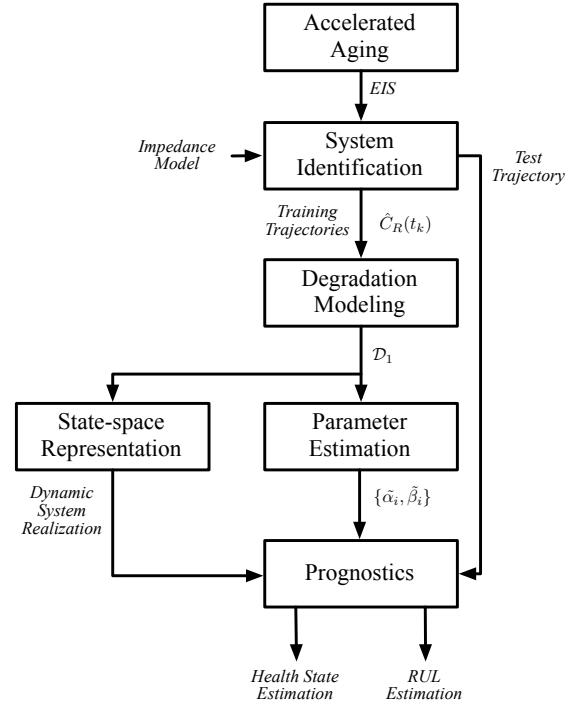 Accelerated
Aging
EIS
Impedance
Model
System
Identification
Test
Trajectory
Training
Trajectories
Ĉ_R(t_k)
Degradation
Modeling
𝒟_1
State-space
Representation
Parameter
Estimation
Dynamic
System
Realization
{α̃_i, β̃_i}
Prognostics
Health State
Estimation
RUL
Estimation